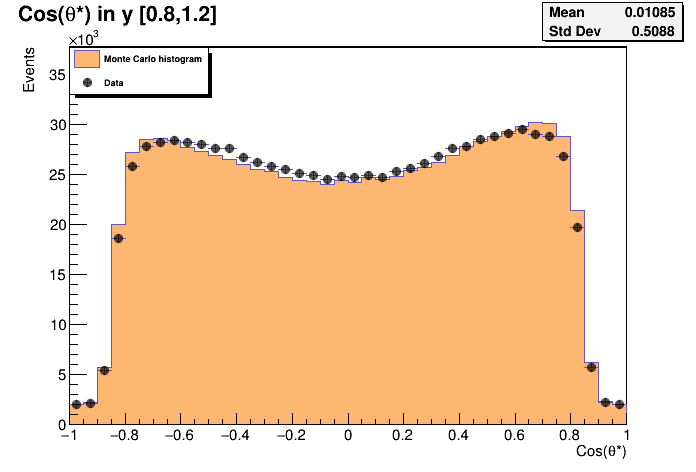 Cos(θ*) in y [0.8,1.2]
Mean 0.01085
Std Dev 0.5088
×10³
Monte Carlo histogram
Data
Events
35
30
25
20
15
10
5
0
−1 −0.8 −0.6 −0.4 −0.2 0 0.2 0.4 0.6 0.8 1
Cos(θ*)